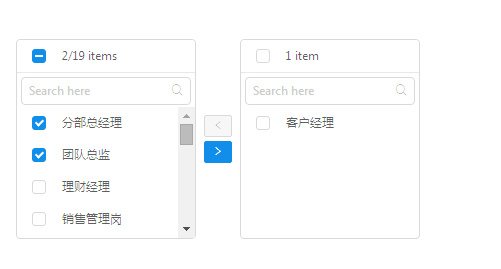 2/19 items
Search here
分部总经理
团队总监
理财经理
销售管理岗
1 item
Search here
客户经理